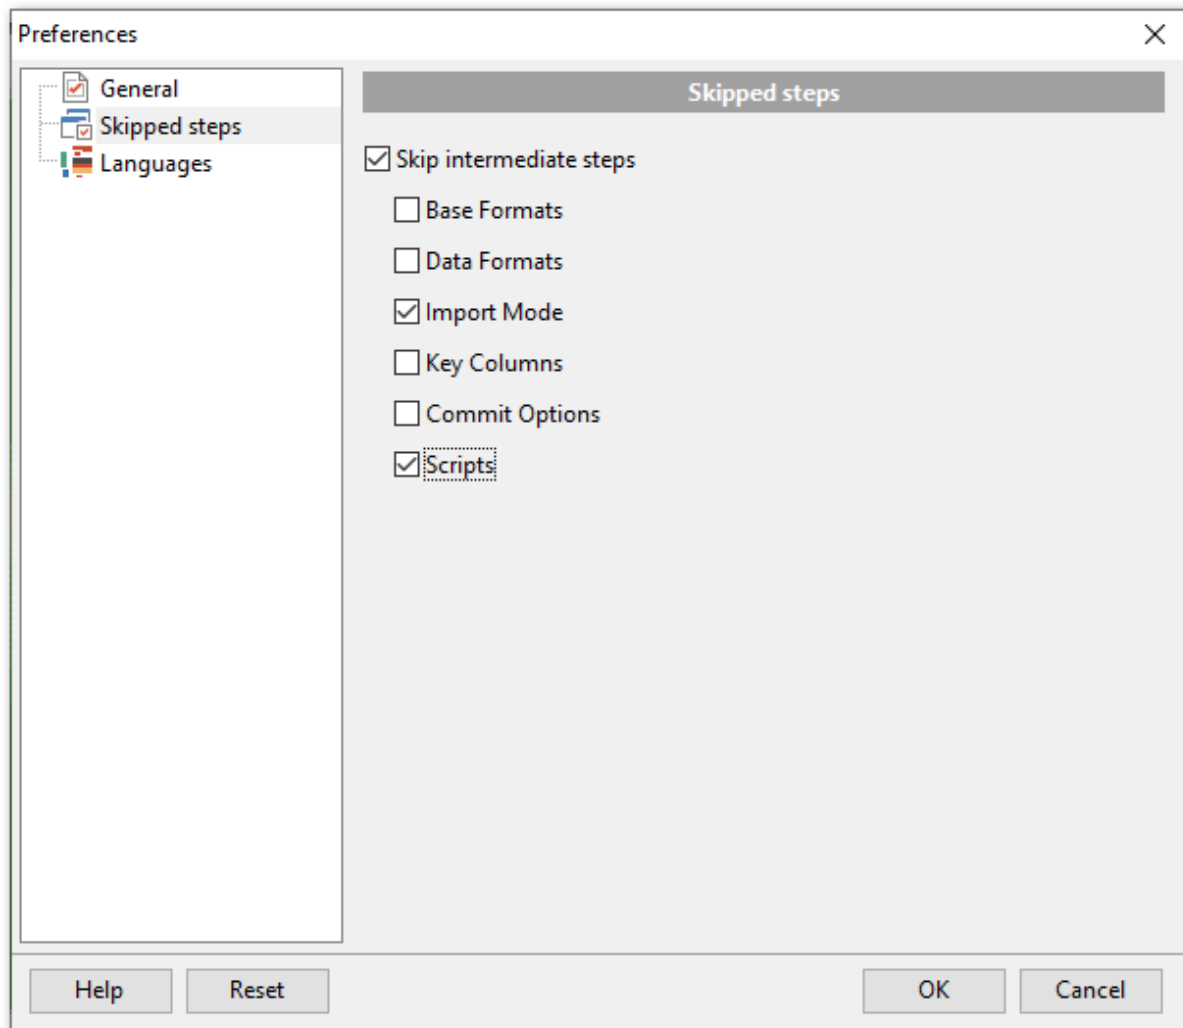 Preferences
General
Skipped steps
Languages
Skipped steps
Skip intermediate steps
Base Formats
Data Formats
Import Mode
Key Columns
Commit Options
Scripts
Help
Reset
OK
Cancel